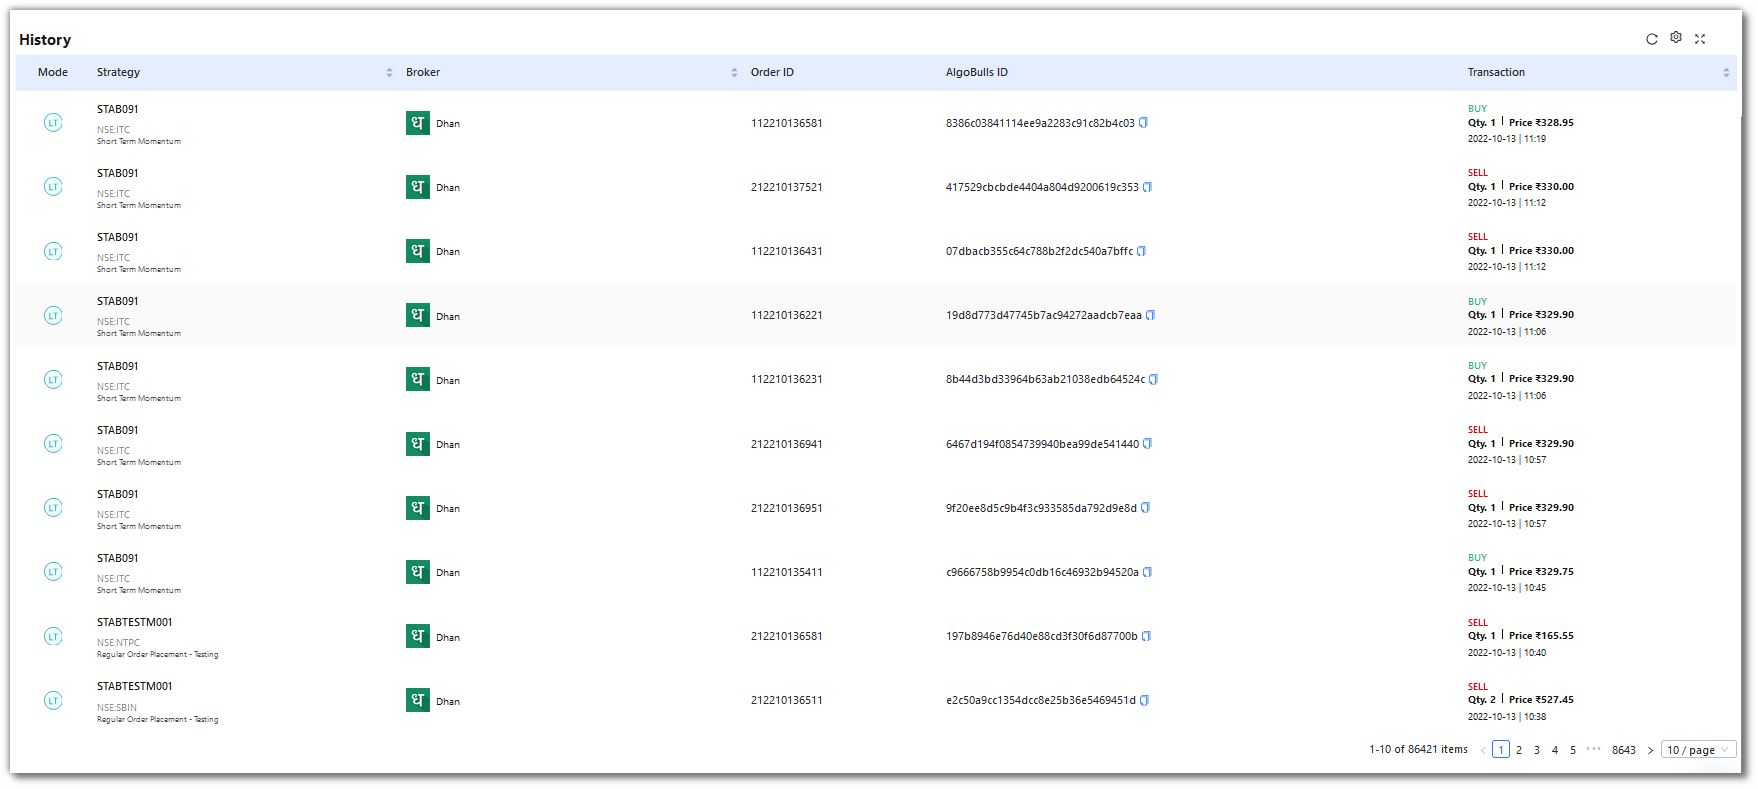 History
Mode Strategy Broker Order ID AlgoBulls ID Transaction
STAB091
NSE:ITC
Short Term Momentum
LT
ध Dhan
112210136581
8386c03841114ee9a2283c91c82b4c03
BUY
Qty. 1 | Price ₹328.95
2022-10-13 | 11:19
STAB091
NSE:ITC
Short Term Momentum
LT
ध Dhan
212210137521
417529cbcbde4404a804d9200619c353
SELL
Qty. 1 | Price ₹330.00
2022-10-13 | 11:12
STAB091
NSE:ITC
Short Term Momentum
LT
ध Dhan
112210136431
07dbacb355c64c788b2f2dc540a7bffc
SELL
Qty. 1 | Price ₹330.00
2022-10-13 | 11:12
STAB091
NSE:ITC
Short Term Momentum
LT
ध Dhan
112210136221
19d8d773d47745b7ac94272aadcb7eaa
BUY
Qty. 1 | Price ₹329.90
2022-10-13 | 11:06
STAB091
NSE:ITC
Short Term Momentum
LT
ध Dhan
112210136231
8b44d3bd33964b63ab21038edb64524c
BUY
Qty. 1 | Price ₹329.90
2022-10-13 | 11:06
STAB091
NSE:ITC
Short Term Momentum
LT
ध Dhan
212210136941
6467d194f0854739940bea99de541440
SELL
Qty. 1 | Price ₹329.90
2022-10-13 | 10:57
STAB091
NSE:ITC
Short Term Momentum
LT
ध Dhan
212210136951
9f20ee8d5c9b4f3c933585da792d9e8d
SELL
Qty. 1 | Price ₹329.90
2022-10-13 | 10:57
STAB091
NSE:ITC
Short Term Momentum
LT
ध Dhan
112210135411
c9666758b9954c0db16c46932b94520a
BUY
Qty. 1 | Price ₹329.75
2022-10-13 | 10:45
STABTESTM001
NSE:NTPC
Regular Order Placement - Testing
LT
ध Dhan
212210136581
197b8946e76d40e88cd3f30f6d87700b
SELL
Qty. 1 | Price ₹165.55
2022-10-13 | 10:40
STABTESTM001
NSE:SBIN
Regular Order Placement - Testing
LT
ध Dhan
212210136511
e2c50a9cc1354dcc8e25b36e5469451d
SELL
Qty. 2 | Price ₹527.45
2022-10-13 | 10:38
1-10 of 86421 items < 1 2 3 4 5 ••• 8643 > 10 / page